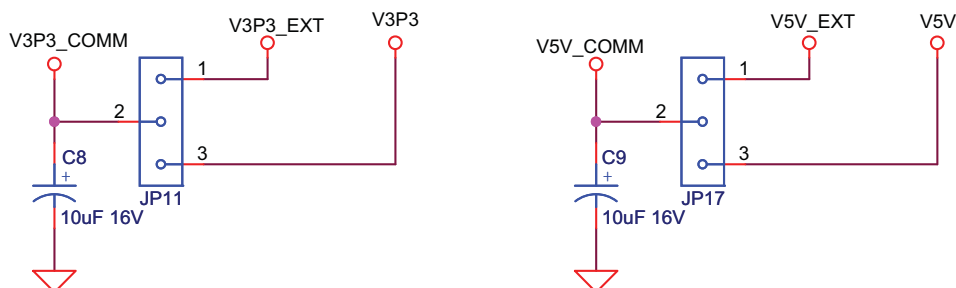 V3P3_COMM
V3P3_EXT
V3P3
1
2
3
C8
+
JP11
10uF 16V
V5V_COMM
V5V_EXT
V5V
1
2
3
C9
+
JP17
10uF 16V